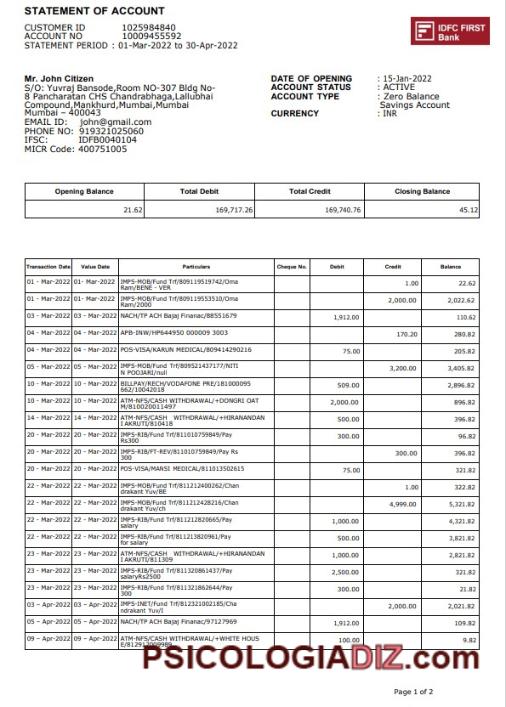 STATEMENT OF ACCOUNT
CUSTOMER ID 1025984840
ACCOUNT NO 10009455592
STATEMENT PERIOD : 01-Mar-2022 to 30-Apr-2022
IDFC FIRST
Bank
Mr. John Citizen
S/O: Yuvraj Bansode,Room NO-307 Bldg No-
8 Pancharatan CHS Chandrabhaga,Lallubhai
Compound,Mankhurd,Mumbai,Mumbai
Mumbai – 400043
EMAIL ID: john@gmail.com
PHONE NO: 919321025060
IFSC: IDFB0040104
MICR Code: 400751005
DATE OF OPENING : 15-Jan-2022
ACCOUNT STATUS : ACTIVE
ACCOUNT TYPE : Zero Balance
Savings Account
CURRENCY : INR
Opening Balance Total Debit Total Credit Closing Balance
21.62 169,717.26 169,740.76 45.12
Transaction Date Value Date Particulars Cheque No. Debit Credit Balance
01 - Mar-2022 01- Mar-2022 IMPS-MOB/Fund Trf/809119519742/Oma
Ram/BENE - VER 1.00 22.62
01 - Mar-2022 01- Mar-2022 IMPS-MOB/Fund Trf/809119553510/Oma
Ram/2000 2,000.00 2,022.62
03 - Mar-2022 03 - Mar-2022 NACH/TP ACH Bajaj Finanac/88551679 1,912.00 110.62
04 - Mar-2022 04 - Mar-2022 APB-INW/HP644950 000009 3003 170.20 280.82
04 - Mar-2022 04 - Mar-2022 POS-VISA/KARUN MEDICAL/809414290216 75.00 205.82
05 - Mar-2022 05 - Mar-2022 IMPS-MOB/Fund Trf/809521437177/NITI
N POOJARI/null 3,200.00 3,405.82
10 - Mar-2022 10 - Mar-2022 BILLPAY/RECH/VODAFONE PRE/181000095
662/10042018 509.00 2,896.82
10 - Mar-2022 10 - Mar-2022 ATM-NFS/CASH WITHDRAWAL/+DONGRI OAT
M/810020011497 2,000.00 896.82
14 - Mar-2022 14 - Mar-2022 ATM-NFS/CASH WITHDRAWAL/+HIRANANDAN
I AKRUTI/810418 500.00 396.82
20 - Mar-2022 20 - Mar-2022 IMPS-RIB/Fund Trf/811010759849/Pay
Rs300 300.00 96.82
20 - Mar-2022 20 - Mar-2022 IMPS-RIB/FT-REV/811010759849/Pay Rs
300 300.00 396.82
20 - Mar-2022 20 - Mar-2022 POS-VISA/MANSI MEDICAL/811013502615 75.00 321.82
22 - Mar-2022 22 - Mar-2022 IMPS-MOB/Fund Trf/811212400262/Chan
drakant Yuv/BE 1.00 322.82
22 - Mar-2022 22 - Mar-2022 IMPS-MOB/Fund Trf/811212428216/Chan
drakant Yuv/ch 4,999.00 5,321.82
22 - Mar-2022 22 - Mar-2022 IMPS-RIB/Fund Trf/811212820665/Pay
salary 1,000.00 4,321.82
22 - Mar-2022 22 - Mar-2022 IMPS-RIB/Fund Trf/811213820961/Pay
for salary 500.00 3,821.82
23 - Mar-2022 23 - Mar-2022 ATM-NFS/CASH WITHDRAWAL/+HIRANANDAN
I AKRUTI/811309 1,000.00 2,821.82
23 - Mar-2022 23 - Mar-2022 IMPS-RIB/Fund Trf/811320861437/Pay
salaryRs2500 2,500.00 321.82
23 - Mar-2022 23 - Mar-2022 IMPS-RIB/Fund Trf/811321862644/Pay
300 300.00 21.82
03 – Apr-2022 03 – Apr-2022 IMPS-INET/Fund Trf/812321002185/Cha
ndrakant Yuv/I 2,000.00 2,021.82
05 – Apr-2022 05 – Apr-2022 NACH/TP ACH Bajaj Finanac/97127969 1,912.00 109.82
09 – Apr-2022 09 – Apr-2022 ATM-NFS/CASH WITHDRAWAL/+WHITE HOUS
E/812912009989 100.00 9.82
PSICOLOGIADIZ.com
Page 1 of 2